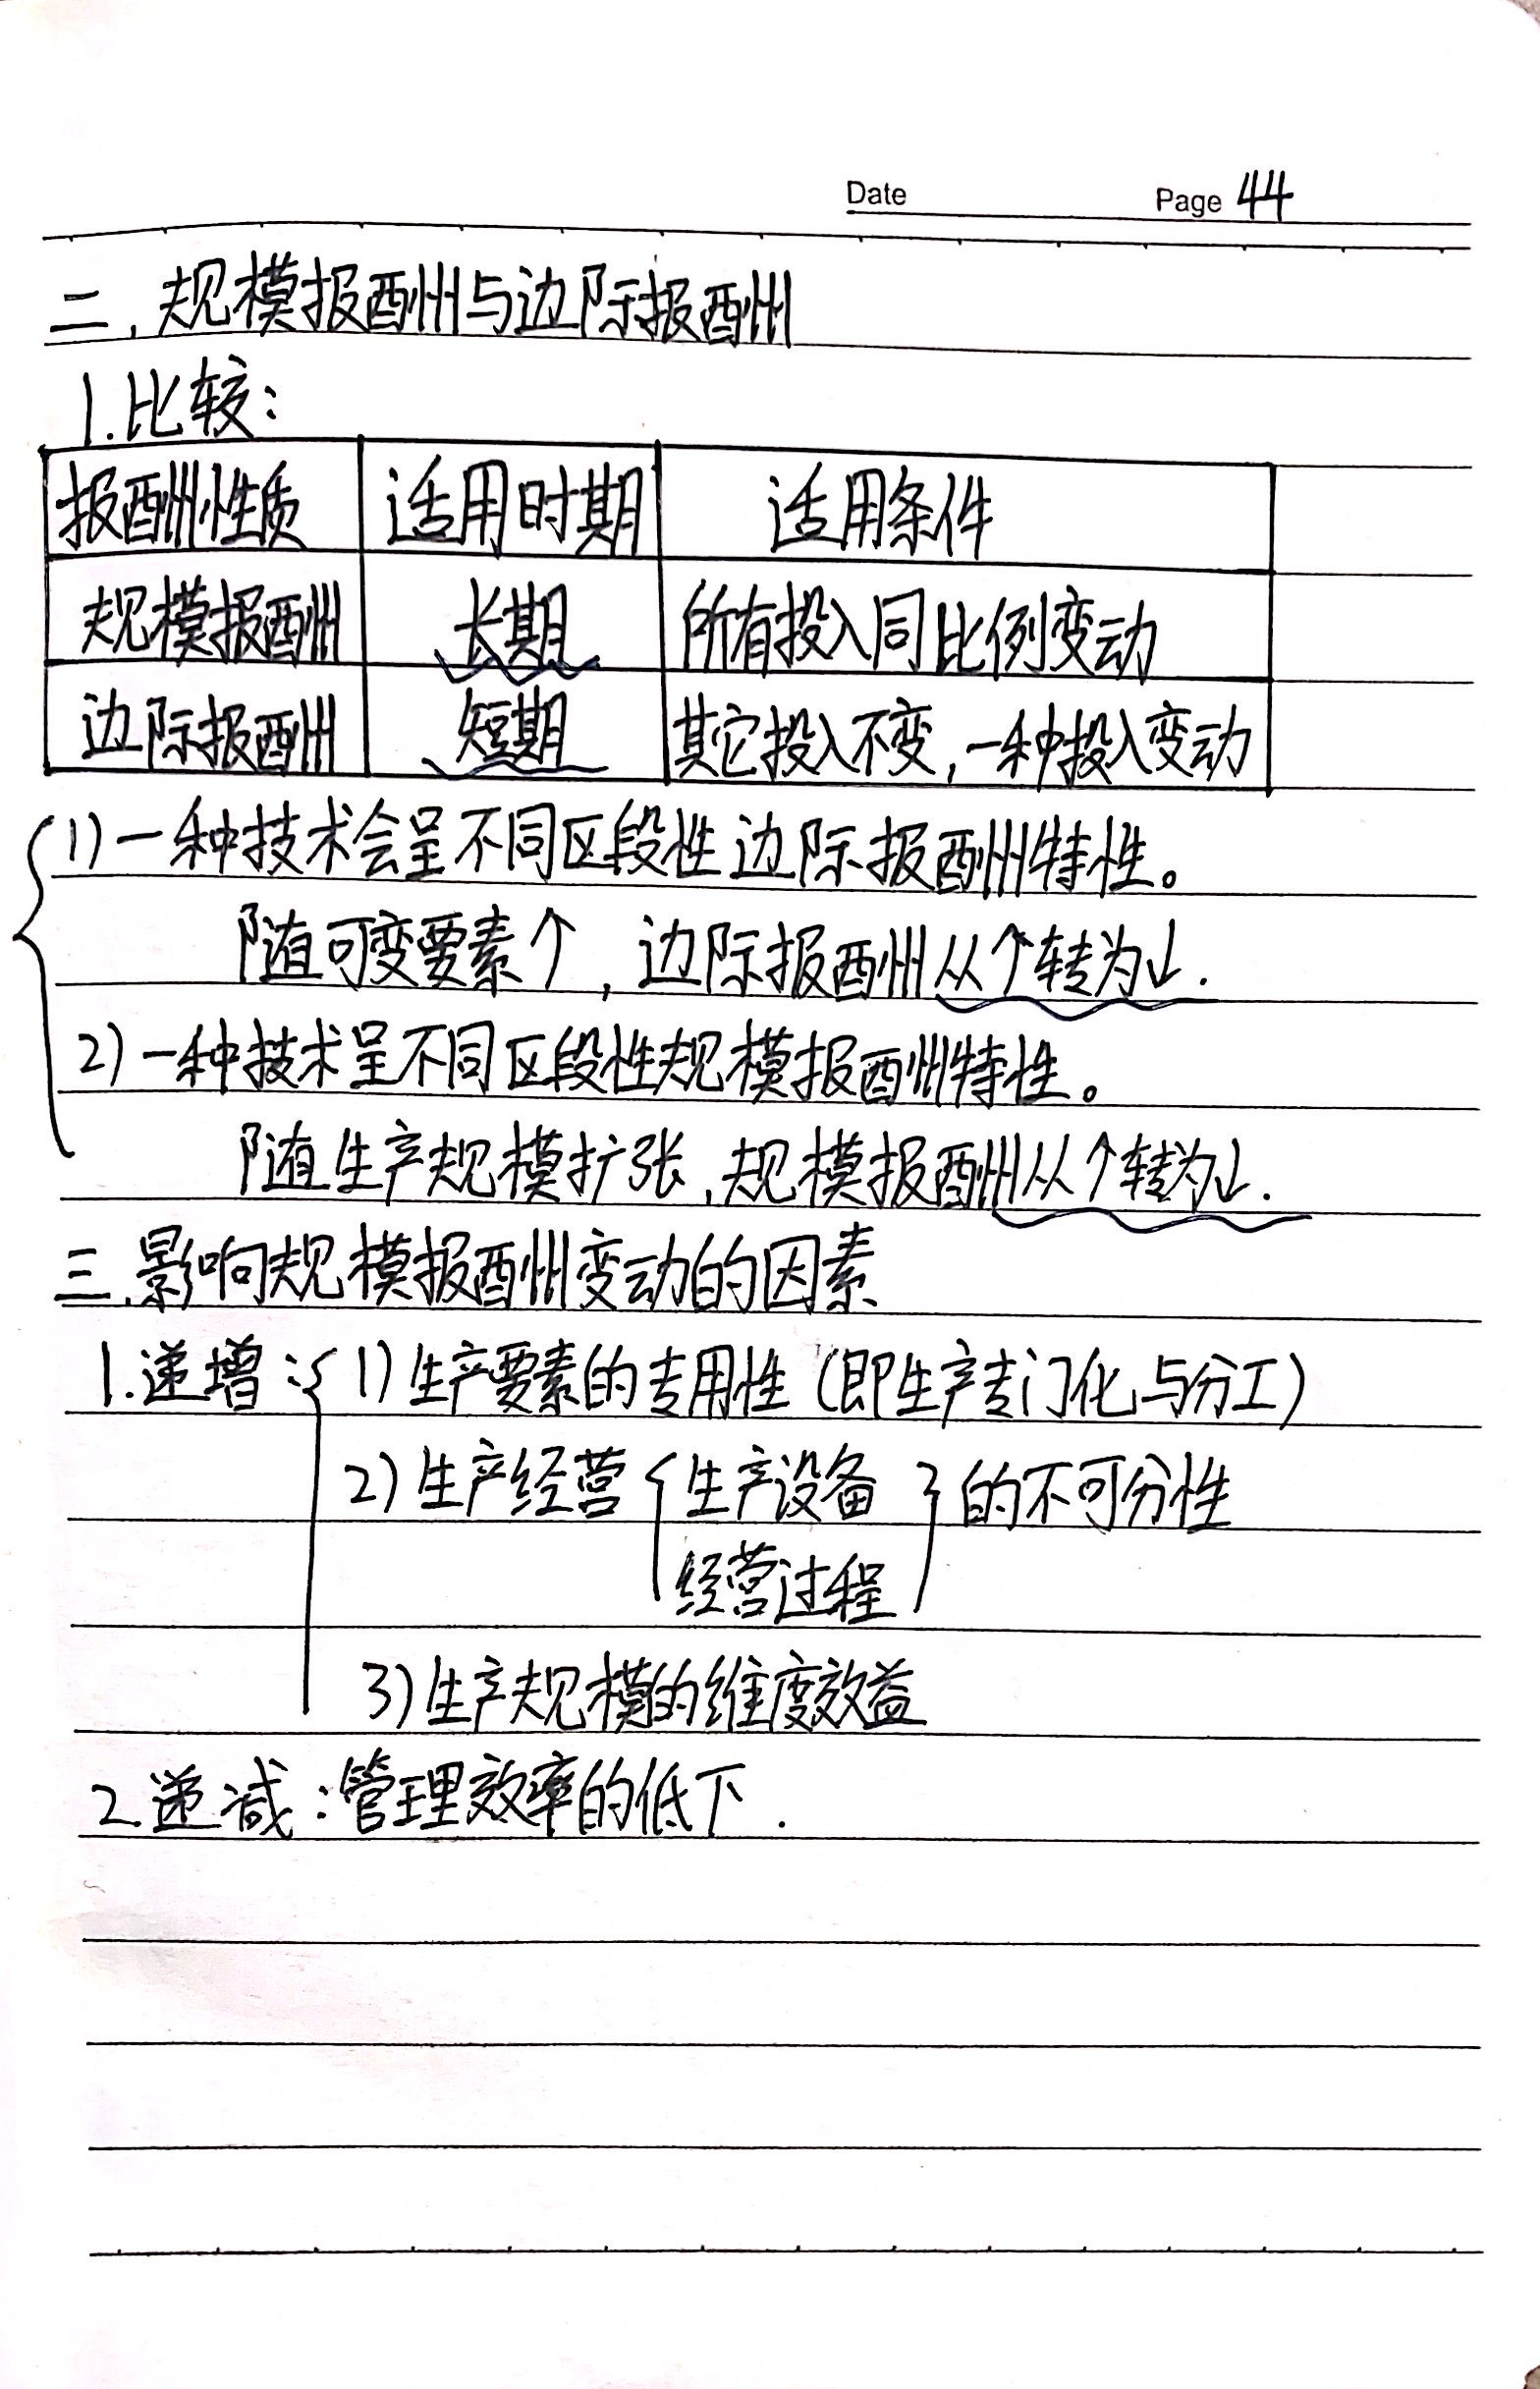 Date Page 44
二、规模报酬与边际报酬
1.比较:
报酬性质 适用时期 适用条件
规模报酬 长期 所有投入同比例变动
边际报酬 短期 其它投入不变,一种投入变动
1)一种技术会呈不同区段性边际报酬特性。
随可变要素↑,边际报酬从↑转为↓.
2)一种技术呈不同区段性规模报酬特性。
随生产规模扩张,规模报酬从↑转为↓.
三.影响规模报酬变动的因素
1.递增:{ 1)生产要素的专用性(即生产专门化与分工)
2)生产经营{生产设备}的不可分性
经营过程
3)生产规模的维度效益
2.递减:管理效率的低下.